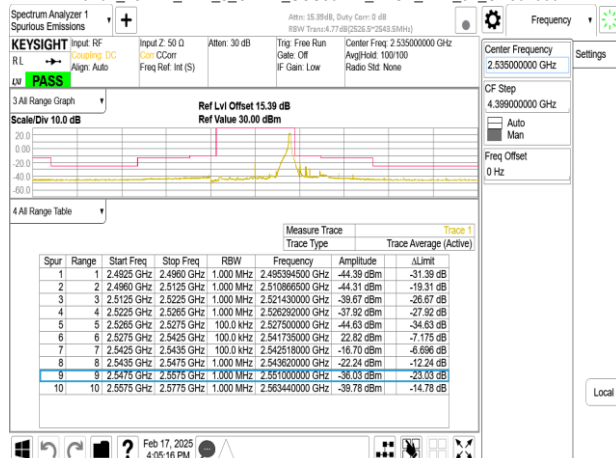 Spectrum Analyzer 1
Spurious Emissions
Attn: 15.39dB, Duty Corr: 0 dB
RBW Trans:4.77dB(2526.5~2543.5MHz)
Frequency
Settings
KEYSIGHT
RL
PASS
Input: RF
Coupling: DC
Align: Auto
Input Z: 50 Ω
Corr CCorr
Freq Ref: Int (S)
Atten: 30 dB
Trig: Free Run
Gate: Off
IF Gain: Low
Center Freq: 2.535000000 GHz
Avg|Hold: 100/100
Radio Std: None
Center Frequency
2.535000000 GHz
CF Step
4.399000000 GHz
Auto
Man
Freq Offset
0 Hz
3 All Range Graph
Scale/Div 10.0 dB
Ref Lvl Offset 15.39 dB
Ref Value 30.00 dBm
20.0
0.00
-20.0
-40.0
-60.0
4 All Range Table
Measure Trace Trace 1
Trace Type Trace Average (Active)
Spur Range Start Freq Stop Freq RBW Frequency Amplitude ΔLimit
1 1 2.4925 GHz 2.4960 GHz 1.000 MHz 2.495394500 GHz -44.39 dBm -31.39 dB
2 2 2.4960 GHz 2.5125 GHz 1.000 MHz 2.510866500 GHz -44.31 dBm -19.31 dB
3 3 2.5125 GHz 2.5225 GHz 1.000 MHz 2.521430000 GHz -39.67 dBm -26.67 dB
4 4 2.5225 GHz 2.5265 GHz 1.000 MHz 2.526292000 GHz -37.92 dBm -27.92 dB
5 5 2.5265 GHz 2.5275 GHz 100.0 kHz 2.527500000 GHz -44.63 dBm -34.63 dB
6 6 2.5275 GHz 2.5425 GHz 100.0 kHz 2.541735000 GHz 22.82 dBm -7.175 dB
7 7 2.5425 GHz 2.5435 GHz 100.0 kHz 2.542518000 GHz -16.70 dBm -6.696 dB
8 8 2.5435 GHz 2.5475 GHz 1.000 MHz 2.543620000 GHz -22.24 dBm -12.24 dB
9 9 2.5475 GHz 2.5575 GHz 1.000 MHz 2.551000000 GHz -36.03 dBm -23.03 dB
10 10 2.5575 GHz 2.5775 GHz 1.000 MHz 2.563440000 GHz -39.78 dBm -14.78 dB
Local
Feb 17, 2025
4:05:16 PM